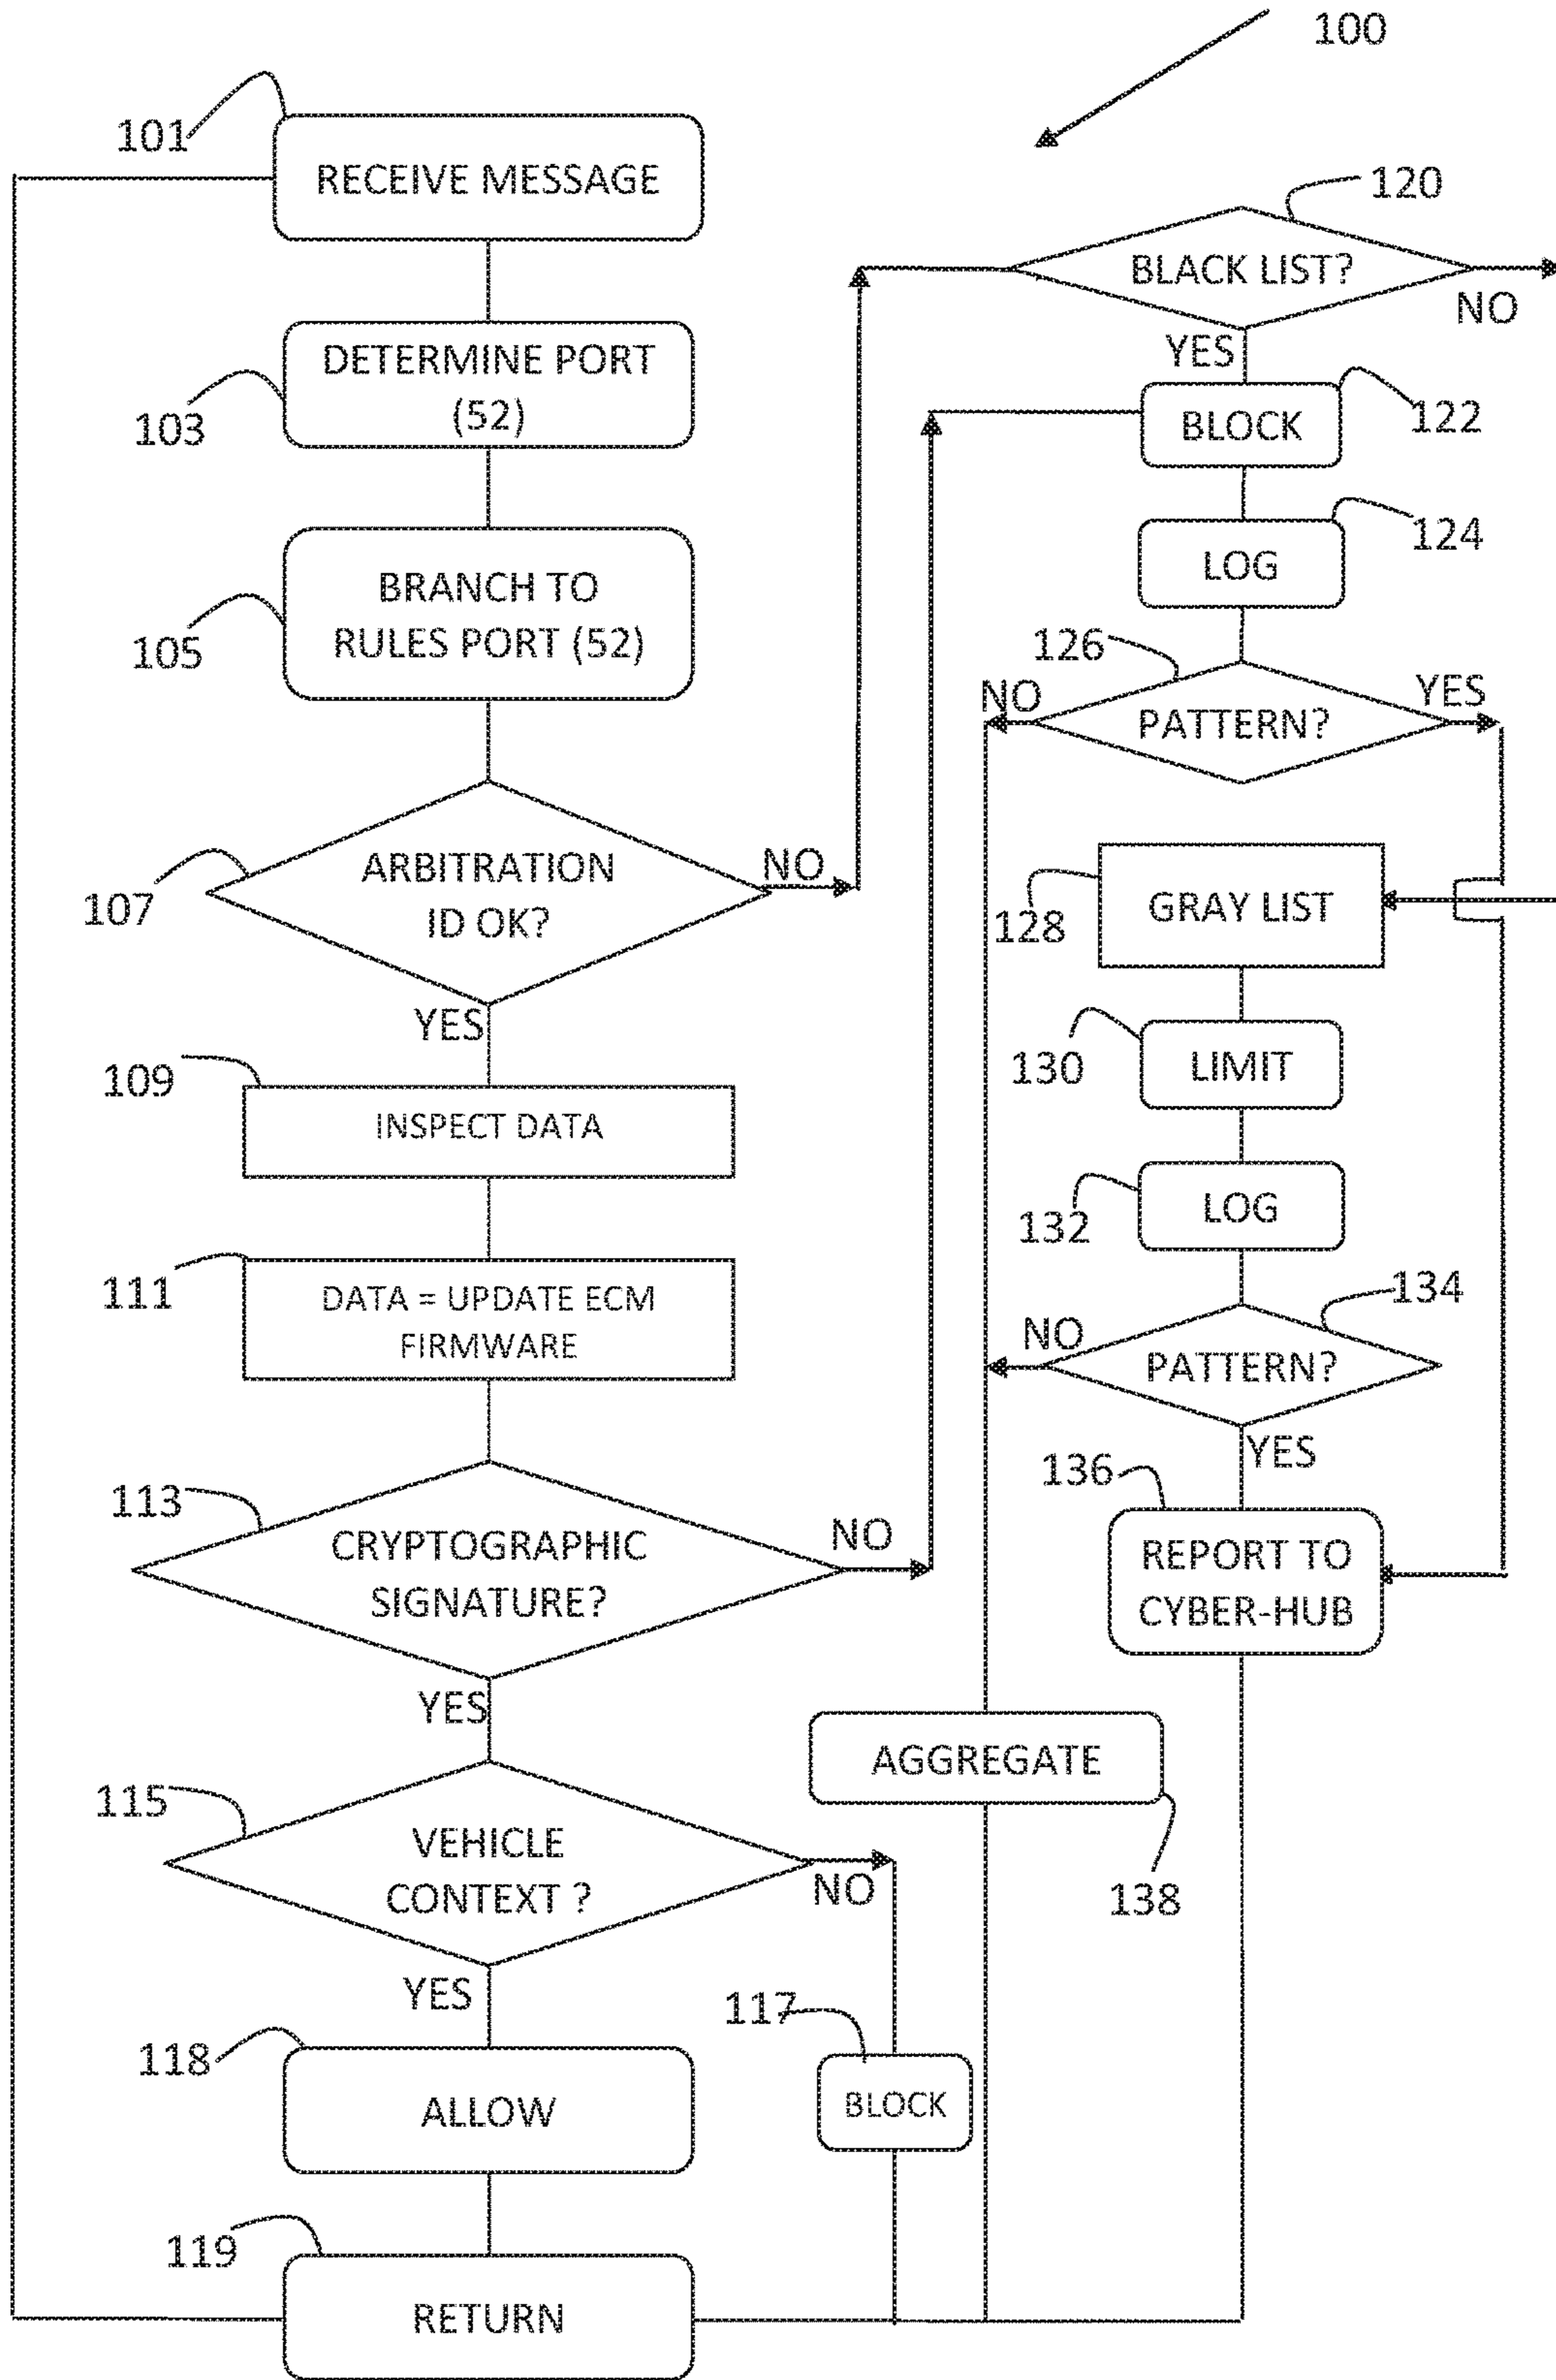 100
101
RECEIVE MESSAGE
103
DETERMINE PORT
(52)
105
BRANCH TO
RULES PORT (52)
107
ARBITRATION
ID OK?
NO
YES
109
INSPECT DATA
111
DATA = UPDATE ECM
FIRMWARE
113
CRYPTOGRAPHIC
SIGNATURE?
NO
YES
115
VEHICLE
CONTEXT ?
NO
YES
117
BLOCK
118
ALLOW
119
RETURN
120
BLACK LIST?
NO
YES
BLOCK
122
LOG
124
126
NO
PATTERN?
YES
128
GRAY LIST
130
LIMIT
132
LOG
134
NO
PATTERN?
YES
136
REPORT TO
CYBER-HUB
AGGREGATE
138